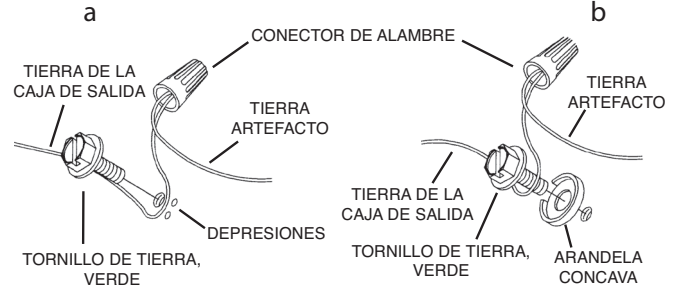 a
b
CONECTOR DE ALAMBRE
TIERRA DE LA
CAJA DE SALIDA
TIERRA
ARTEFACTO
TIERRA
ARTEFACTO
TIERRA DE LA
CAJA DE SALIDA
DEPRESIONES
TORNILLO DE TIERRA,
VERDE
TORNILLO DE TIERRA,
VERDE
ARANDELA
CONCAVA